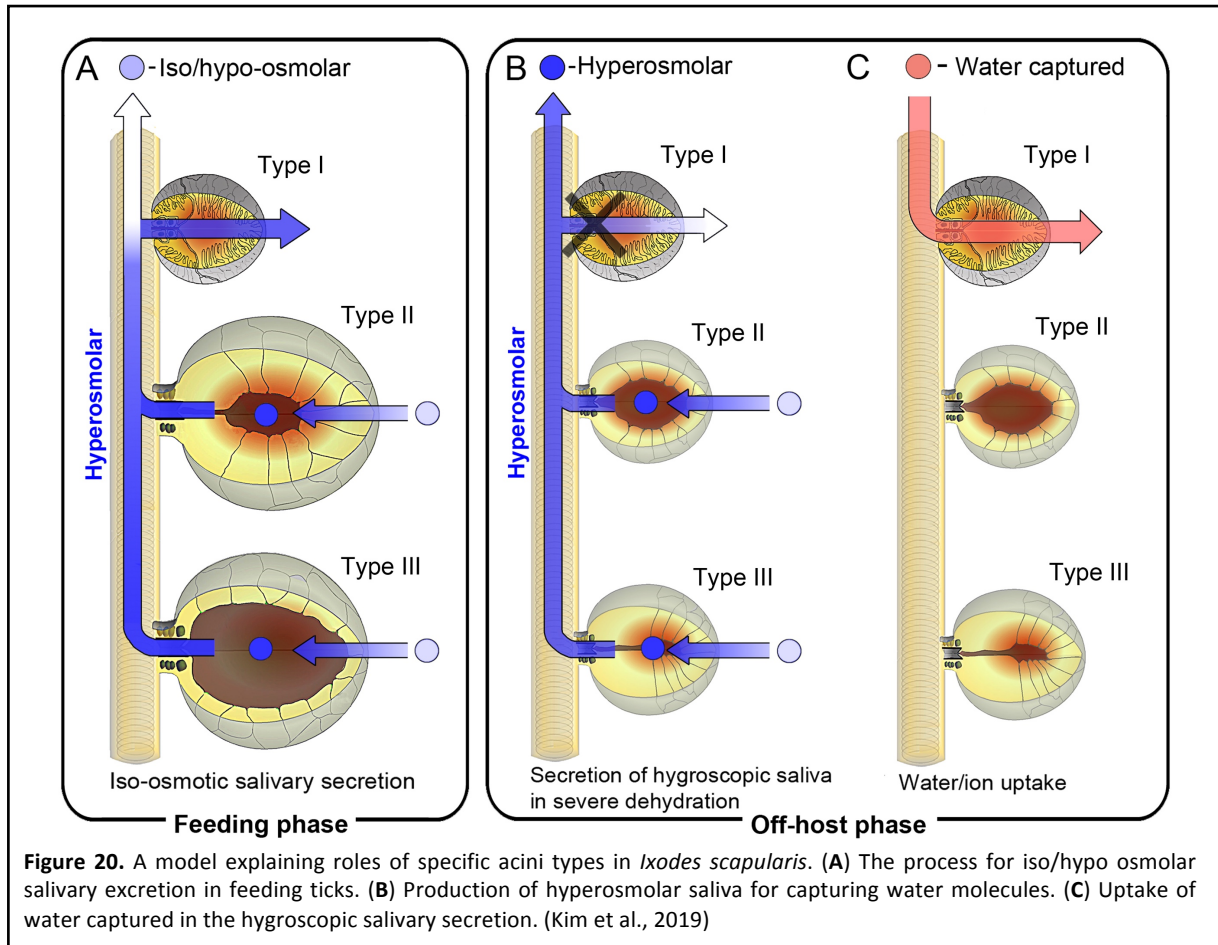 A
-Iso/hypo-osmolar
Type I
Type II
Type III
Hyperosmolar
Iso-osmotic salivary secretion
Feeding phase
B
-Hyperosmolar
Type I
Type II
Type III
Hyperosmolar
Secretion of hygroscopic saliva
in severe dehydration
C
- Water captured
Type I
Type II
Type III
Water/ion uptake
Off-host phase
Figure 20. A model explaining roles of specific acini types in Ixodes scapularis. (A) The process for iso/hypo osmolar
salivary excretion in feeding ticks. (B) Production of hyperosmolar saliva for capturing water molecules. (C) Uptake of
water captured in the hygroscopic salivary secretion. (Kim et al., 2019)